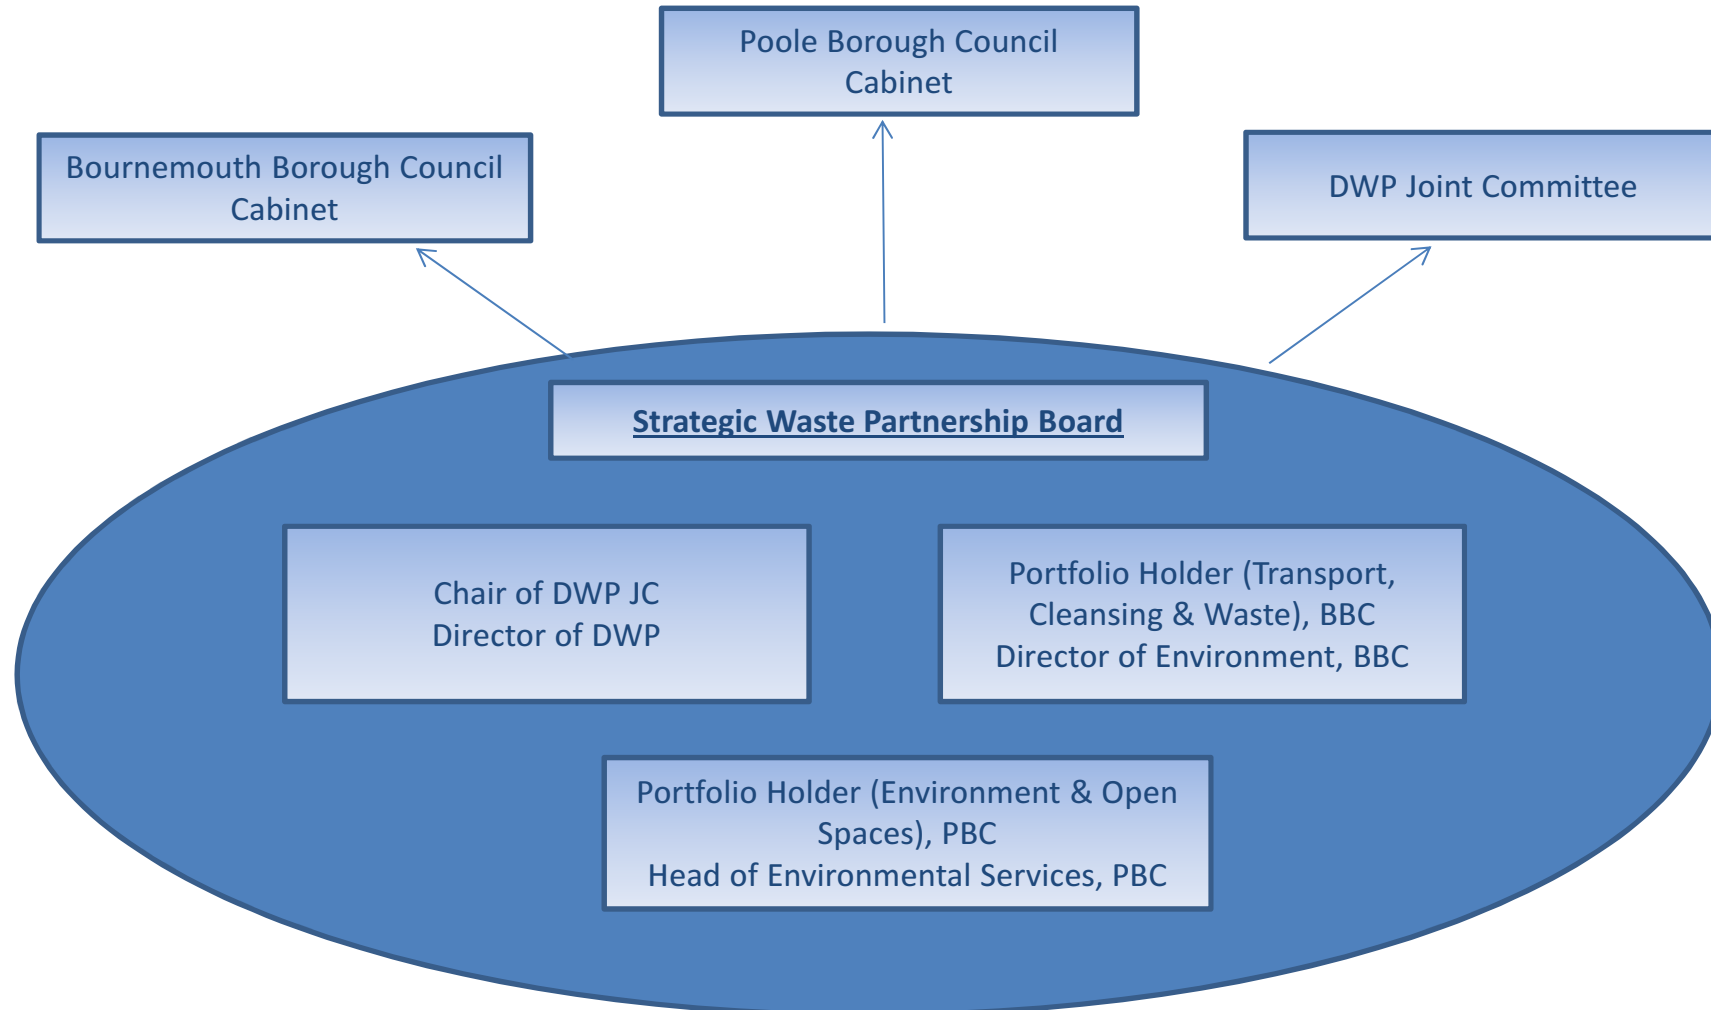 Poole Borough Council
Cabinet
Bournemouth Borough Council
Cabinet
DWP Joint Committee
Strategic Waste Partnership Board
Chair of DWP JC
Director of DWP
Portfolio Holder (Transport,
Cleansing & Waste), BBC
Director of Environment, BBC
Portfolio Holder (Environment & Open
Spaces), PBC
Head of Environmental Services, PBC